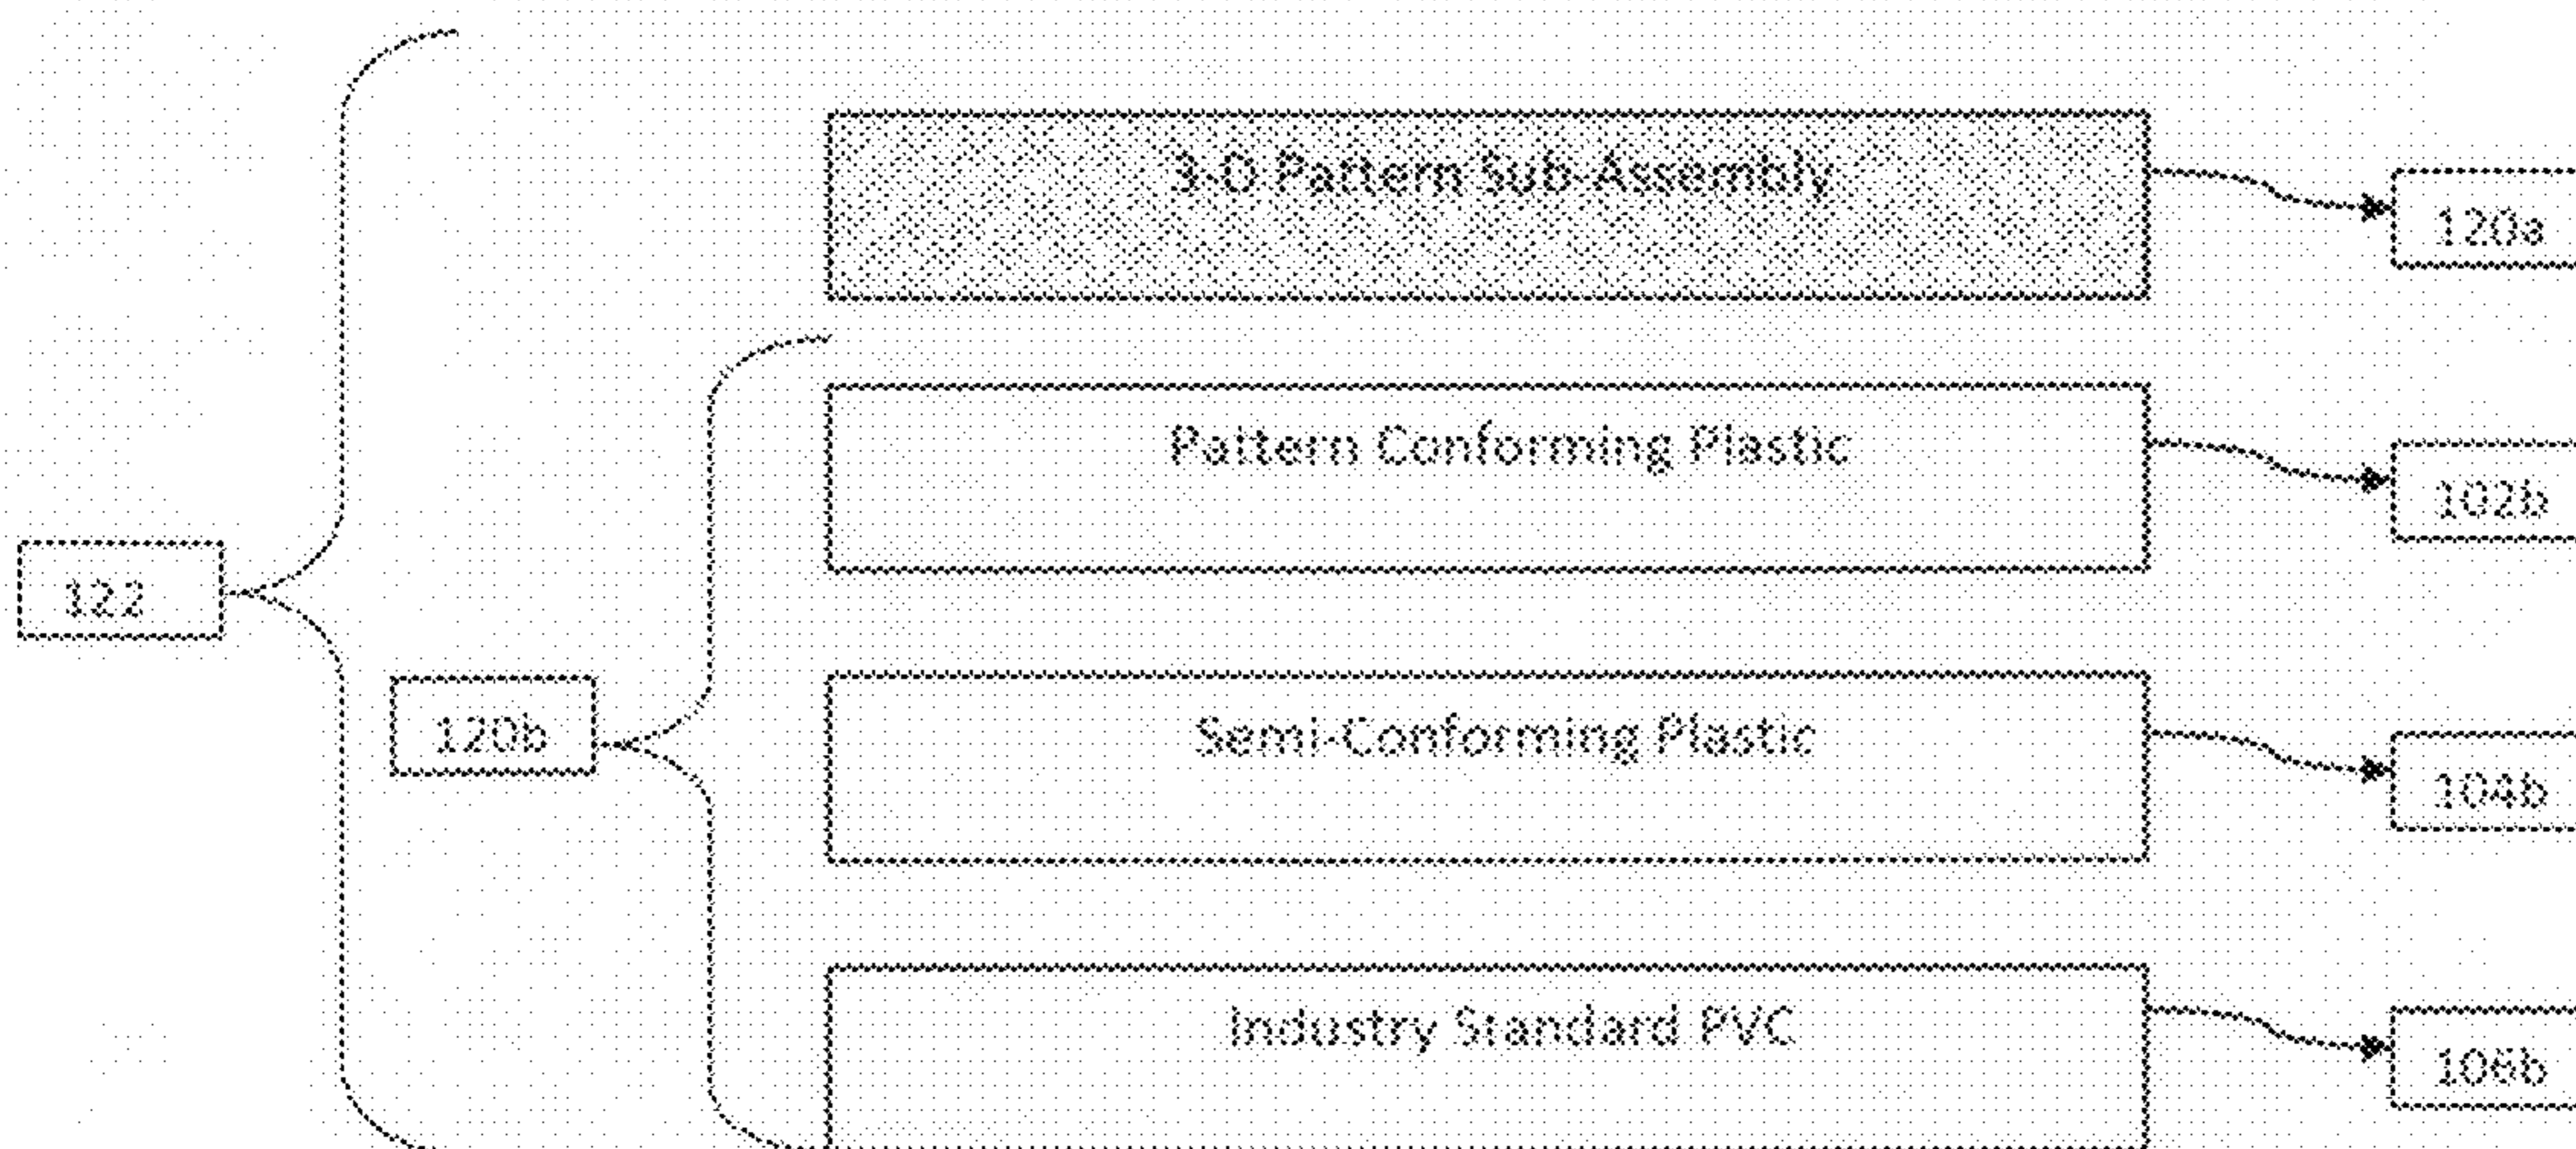 3-D Pattern Sub-Assembly
120a
Pattern Conforming Plastic
102b
122
Semi-Conforming Plastic
120b
104b
Industry Standard PVC
106b